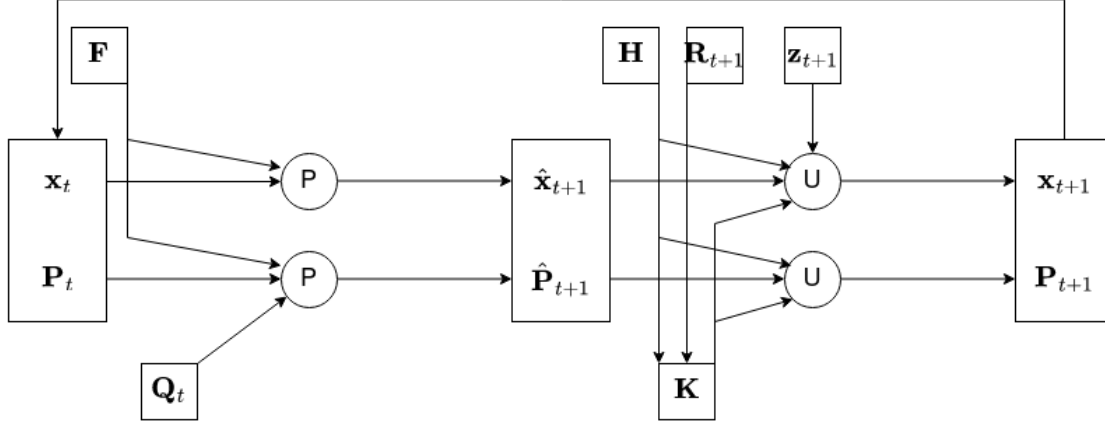 F
H
R_{t+1}
z_{t+1}
x_t
P
x̂_{t+1}
U
x_{t+1}
P_t
P
P̂_{t+1}
U
P_{t+1}
Q_t
K